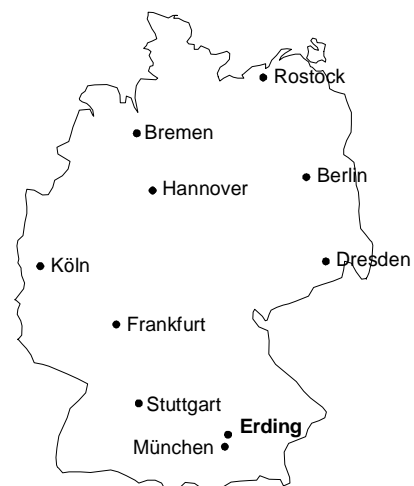 Rostock
Bremen
Berlin
Hannover
Dresden
Köln
Frankfurt
Stuttgart
Erding
München